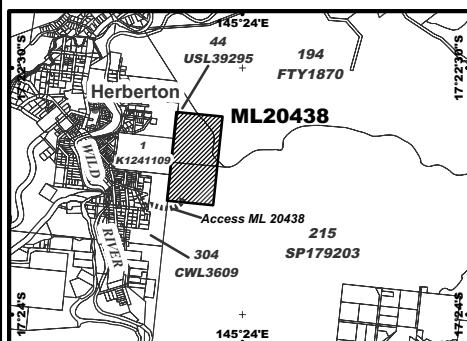 145°24'E
17°22'30"S
17°22'30"S
44
USL39295
194
FTY1870
Herberton
ML20438
1
K1241109
WILD
RIVER
Access ML 20438
215
SP179203
304
CWL3609
17°24'S
17°24'S
145°24'E